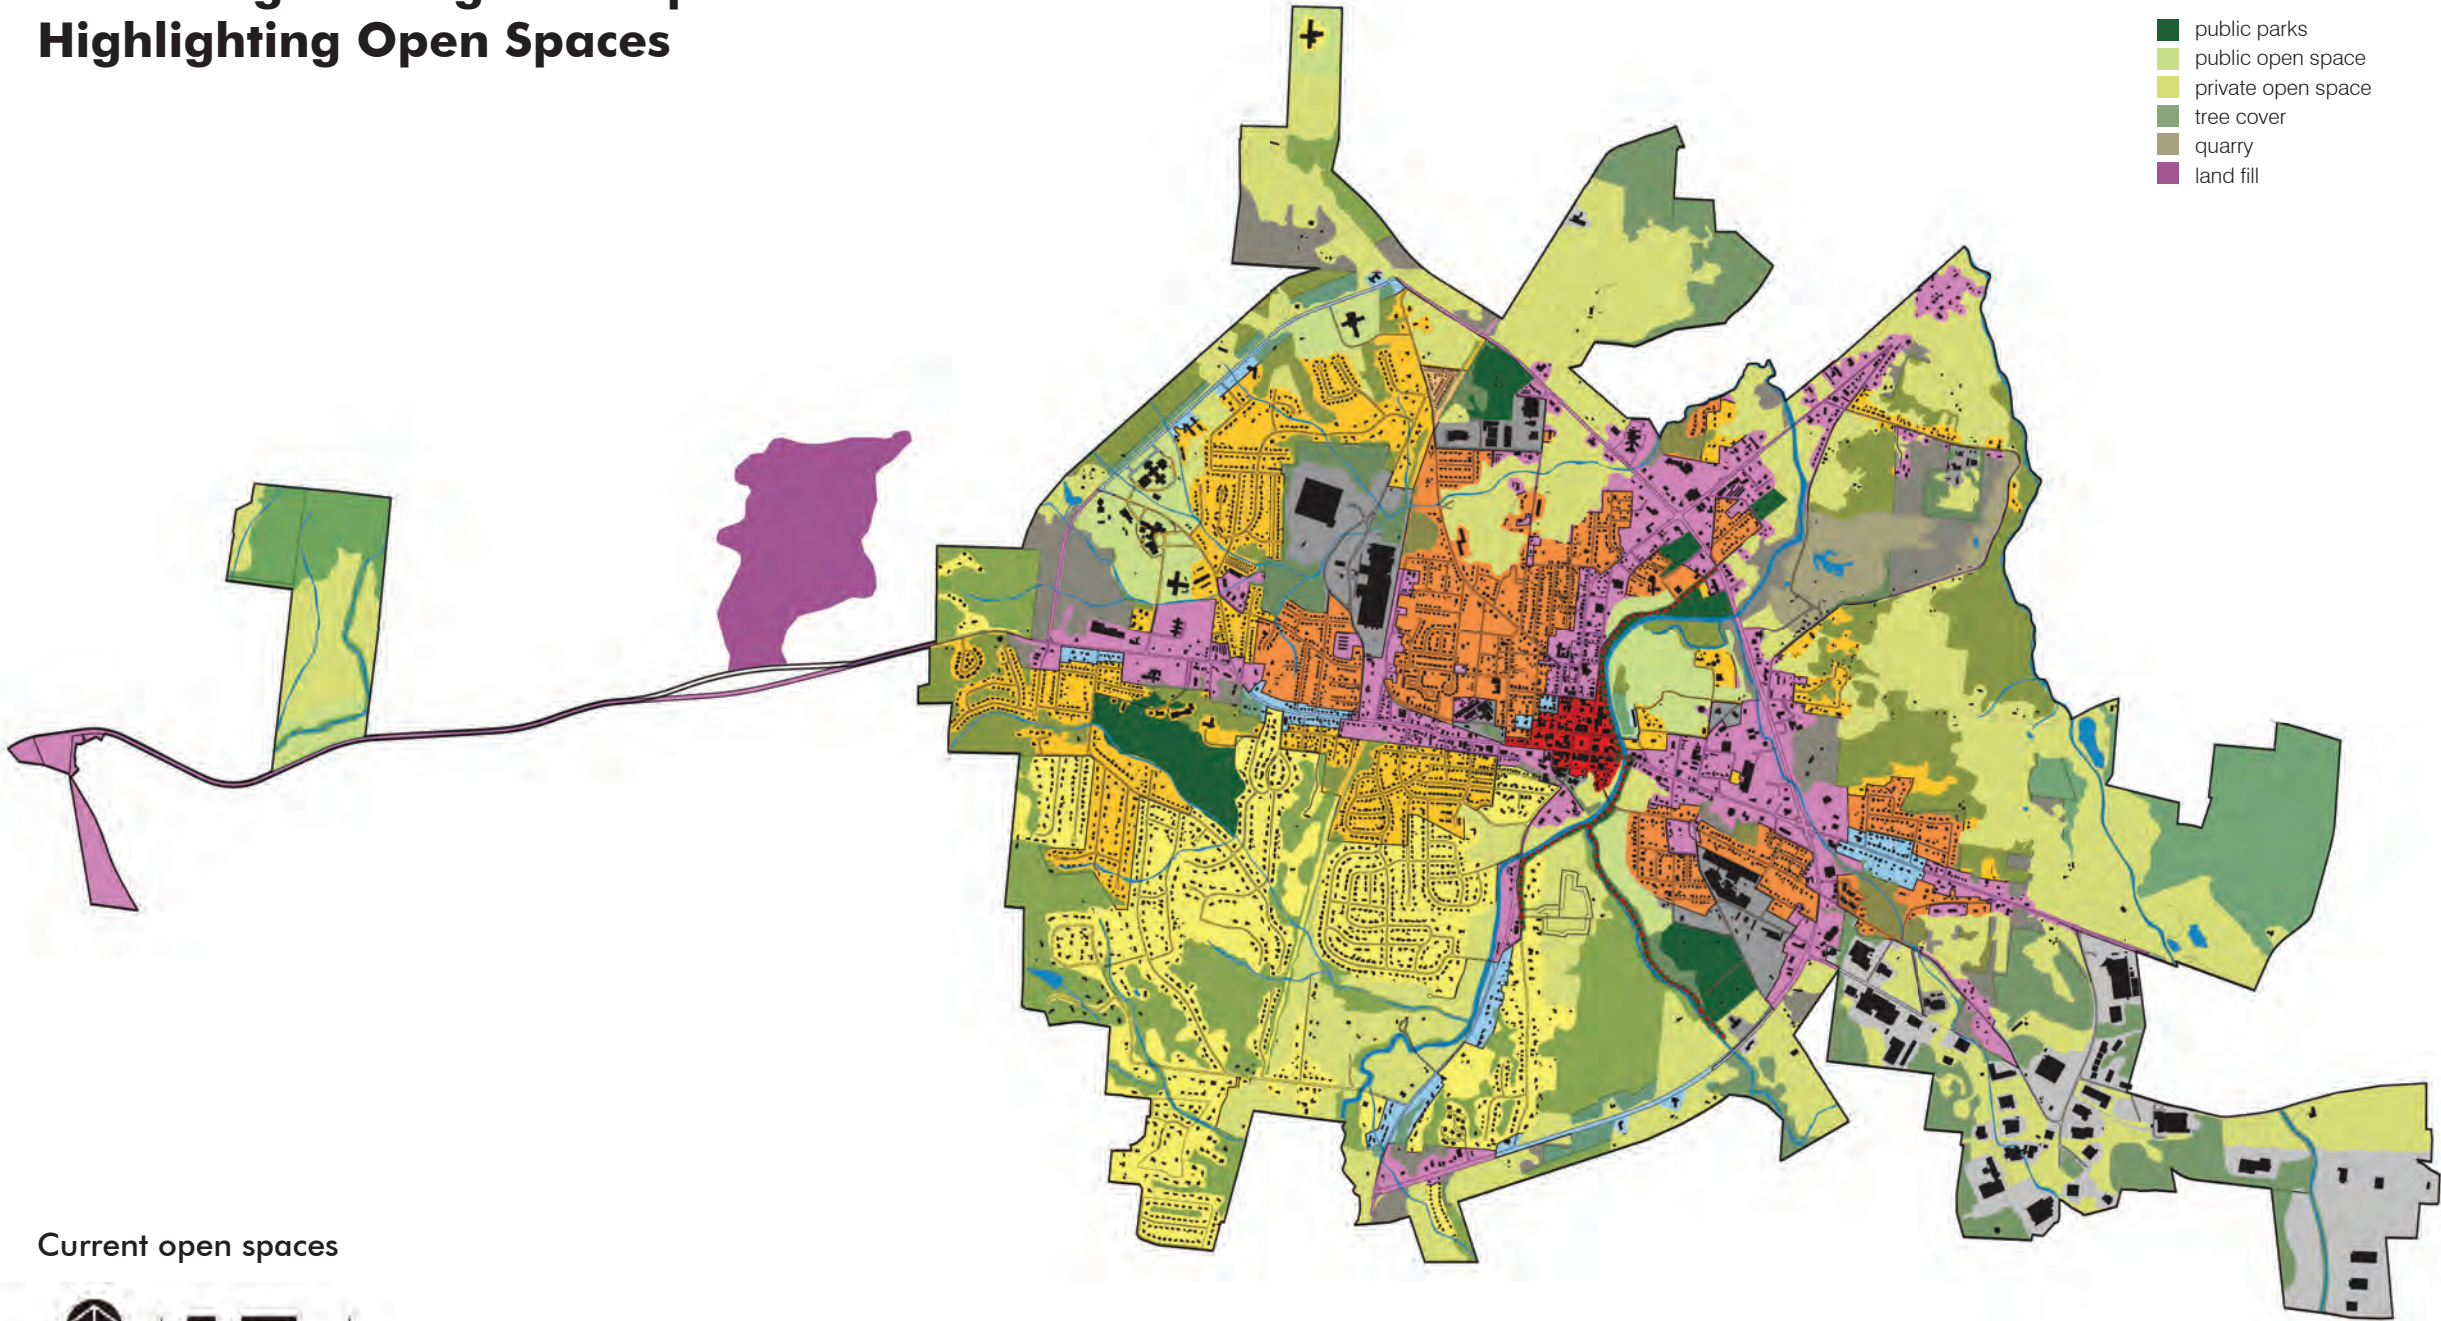 Highlighting Open Spaces
public parks
public open space
private open space
tree cover
quarry
land fill
Current open spaces